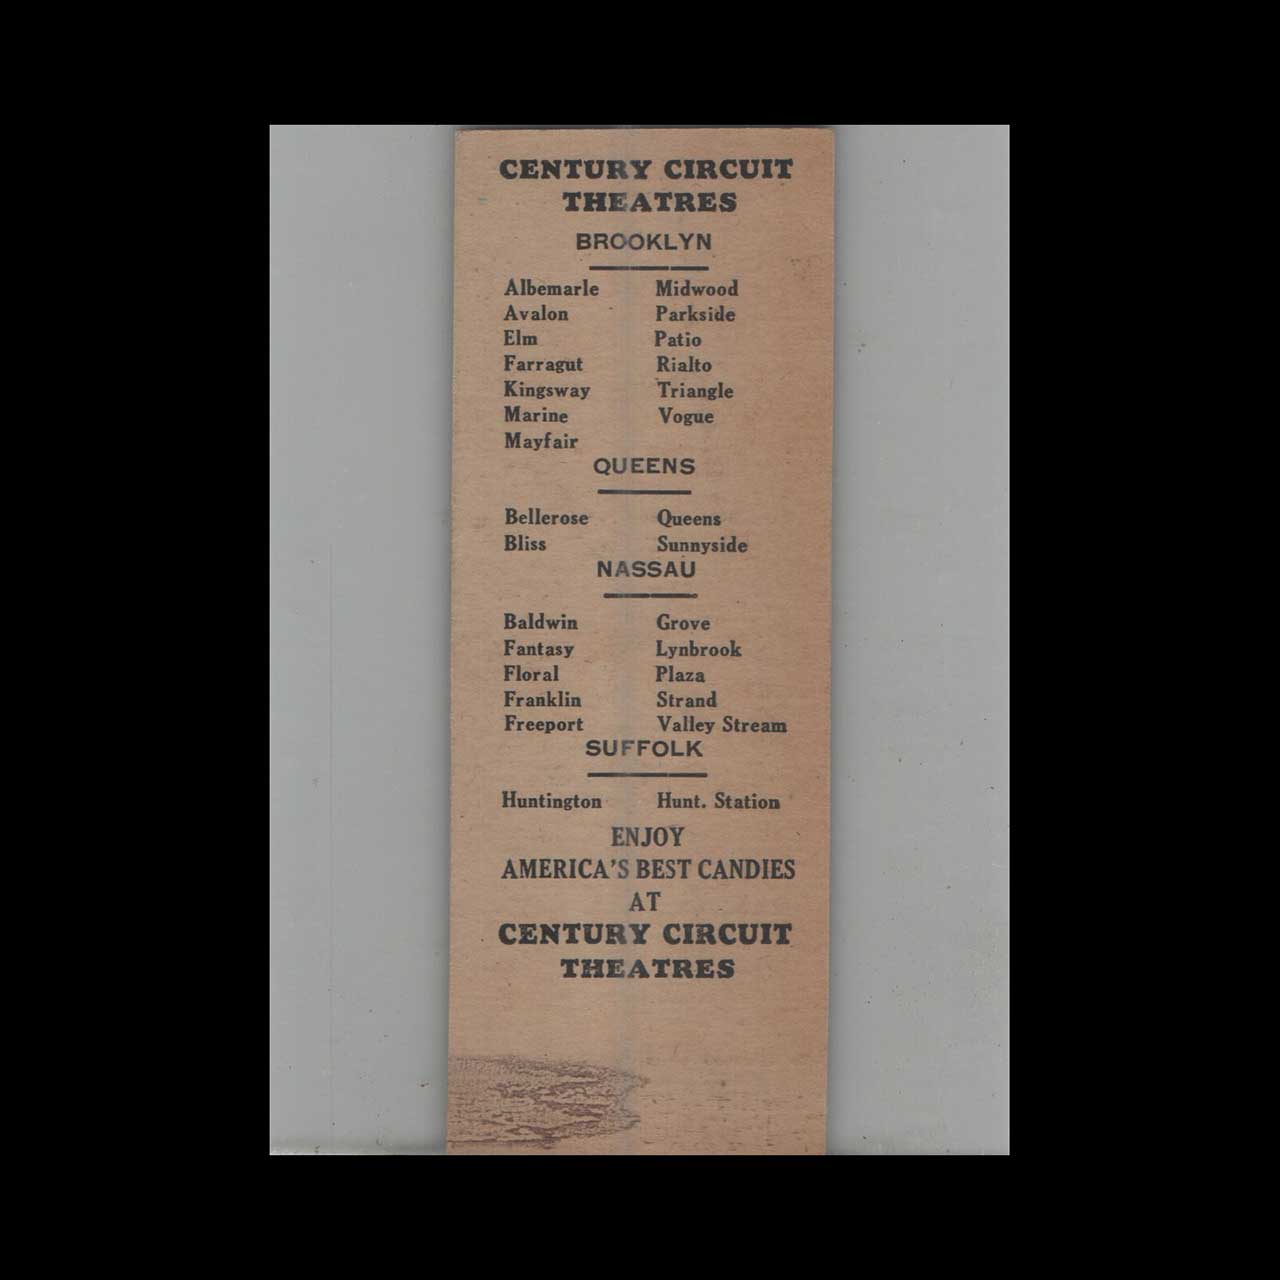 CENTURY CIRCUIT
THEATRES
BROOKLYN
Albemarle Midwood
Avalon Parkside
Elm Patio
Farragut Rialto
Kingsway Triangle
Marine Vogue
Mayfair
QUEENS
Bellerose Queens
Bliss Sunnyside
NASSAU
Baldwin Grove
Fantasy Lynbrook
Floral Plaza
Franklin Strand
Freeport Valley Stream
SUFFOLK
Huntington Hunt. Station
ENJOY
AMERICA'S BEST CANDIES
AT
CENTURY CIRCUIT
THEATRES